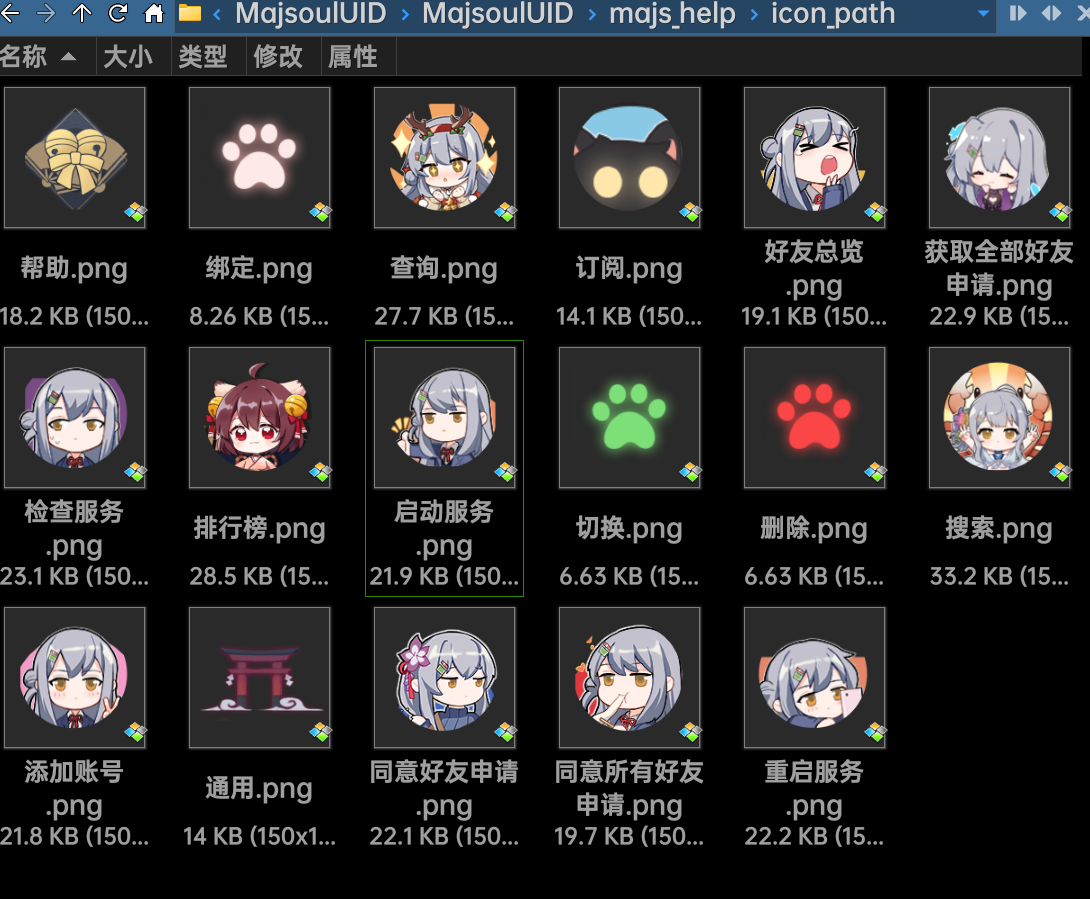 MajsoulUID MajsoulUID majs_help icon_path
名称 大小 类型 修改 属性
帮助.png
18.2 KB (150...
绑定.png
8.26 KB (15...
查询.png
27.7 KB (15...
订阅.png
14.1 KB (150...
好友总览
.png
19.1 KB (150...
获取全部好友
申请.png
22.9 KB (15...
检查服务
.png
23.1 KB (150...
排行榜.png
28.5 KB (15...
启动服务
.png
21.9 KB (150...
切换.png
6.63 KB (15...
删除.png
6.63 KB (15...
搜索.png
33.2 KB (15...
添加账号
.png
21.8 KB (150...
通用.png
14 KB (150x1...
同意好友申请
.png
22.1 KB (150...
同意所有好友
申请.png
19.7 KB (150...
重启服务
.png
22.2 KB (15...